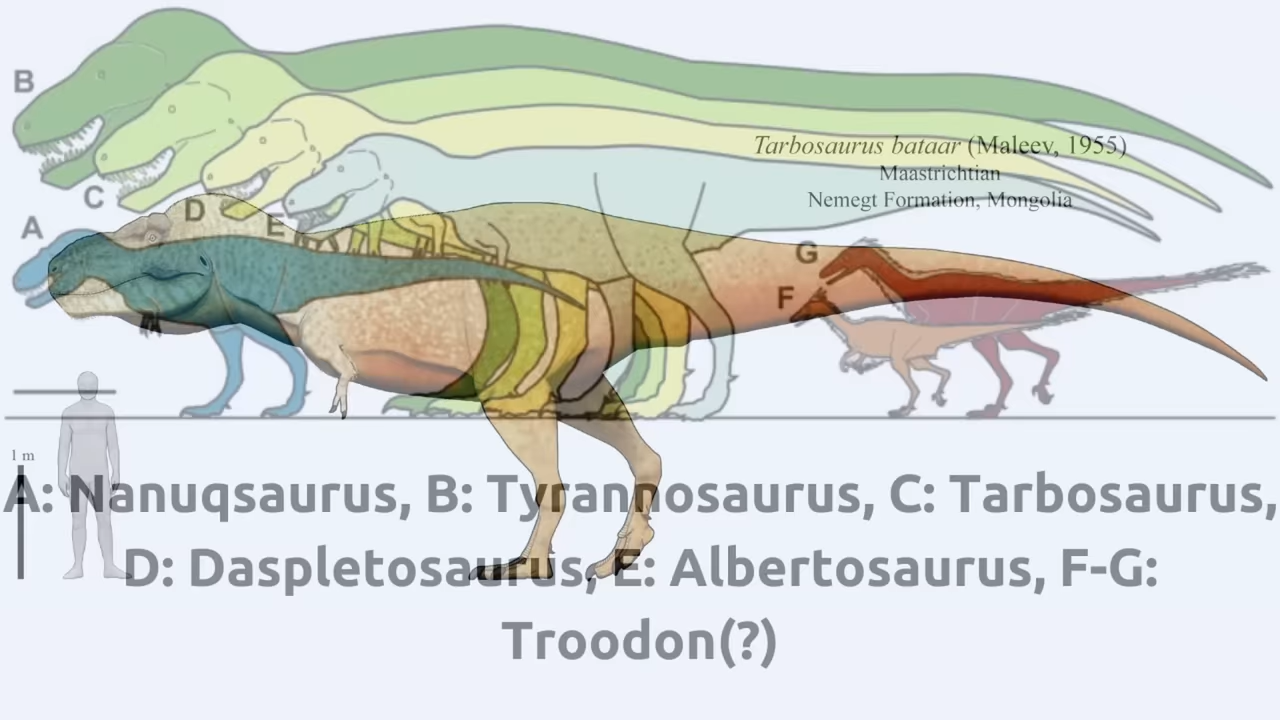 B
Tarbosaurus bataar (Maleev, 1955)
Maastrichtian
C
Nemegt Formation, Mongolia
D
E
A
G
F
1 m
A: Nanuqsaurus, B: Tyrannosaurus, C: Tarbosaurus,
D: Daspletosaurus, E: Albertosaurus, F-G:
Troodon(?)